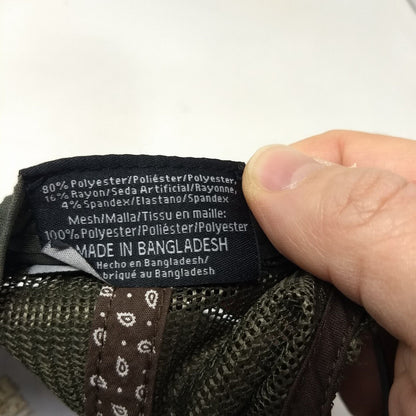 80% Polyester/Poliéster/Polyester,
16% Rayon/Seda Artificial/Rayonne,
4% Spandex/Elastano/Spandex
Mesh/Malla/Tissu en maille:
100% Polyester/Poliéster/Polyester
MADE IN BANGLADESH
Hecho en Bangladesh/
briqué au Bangladesh